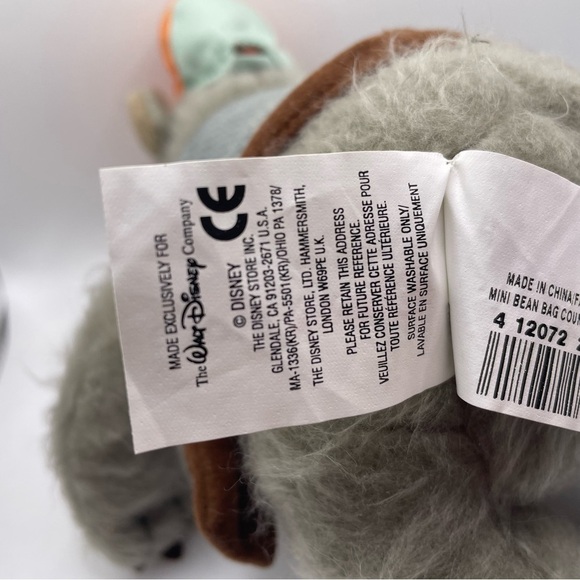 MADE EXCLUSIVELY FOR
The Walt Disney Company
CE
© DISNEY
THE DISNEY STORE INC.
GLENDALE, CA 91203-2671 U.S.A.
MA-1336(KR)/PA-5501(KR)/OHIO PA 1378/
THE DISNEY STORE, LTD. HAMMERSMITH,
LONDON W69PE U.K.
PLEASE RETAIN THIS ADDRESS
FOR FUTURE REFERENCE.
VEUILLEZ CONSERVER CETTE ADRESSE POUR
TOUTE RÉFÉRENCE ULTÉRIEURE.
SURFACE WASHABLE ONLY/
LAVABLE EN SURFACE UNIQUEMENT
MADE IN CHINA/
MINI BEAN BAG
4 12072